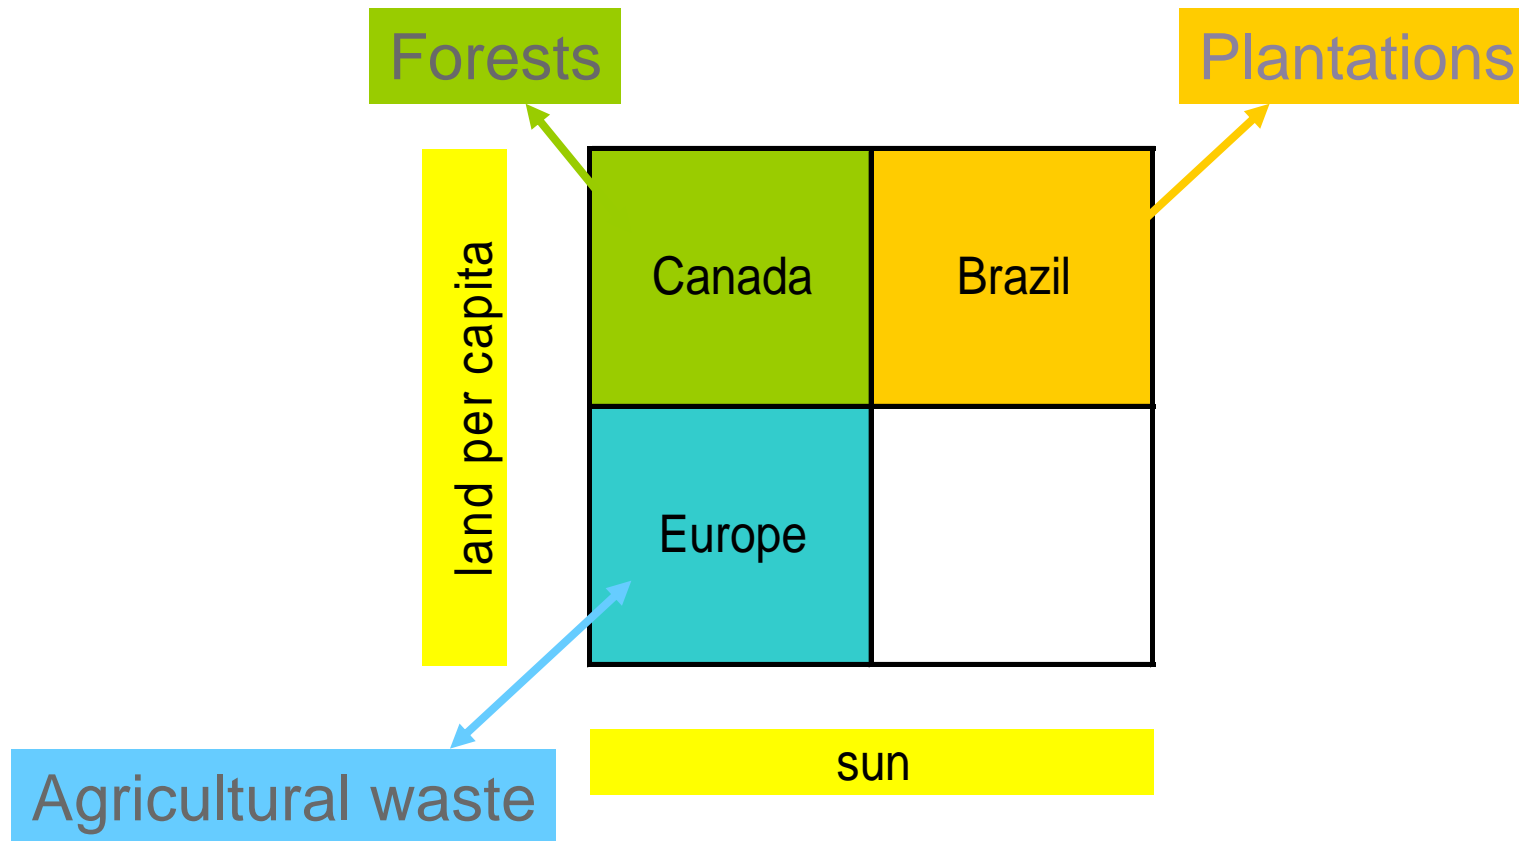 Forests
Plantations
land per capita
Canada
Brazil
Europe
sun
Agricultural waste